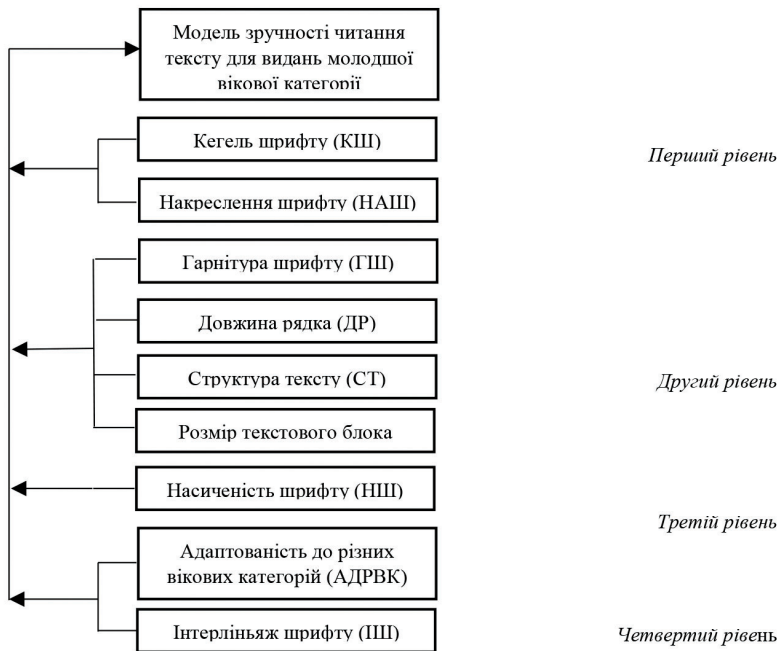 Модель зручності читання
тексту для видань молодшої
вікової категорії
Кегель шрифту (КШ)
Перший рівень
Накреслення шрифту (НАШ)
Гарнітура шрифту (ГШ)
Довжина рядка (ДР)
Структура тексту (СТ)
Другий рівень
Розмір текстового блока
Насиченість шрифту (НШ)
Третій рівень
Адаптованість до різних
вікових категорій (АДРВК)
Інтерліньяж шрифту (ІШ)
Четвертий рівень